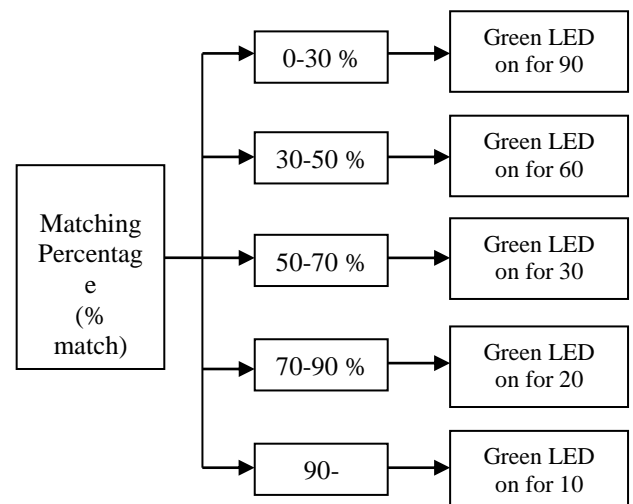 0-30 %
Green LED
on for 90
30-50 %
Green LED
on for 60
Matching
Percentag
e
(%
match)
50-70 %
Green LED
on for 30
70-90 %
Green LED
on for 20
90-
Green LED
on for 10